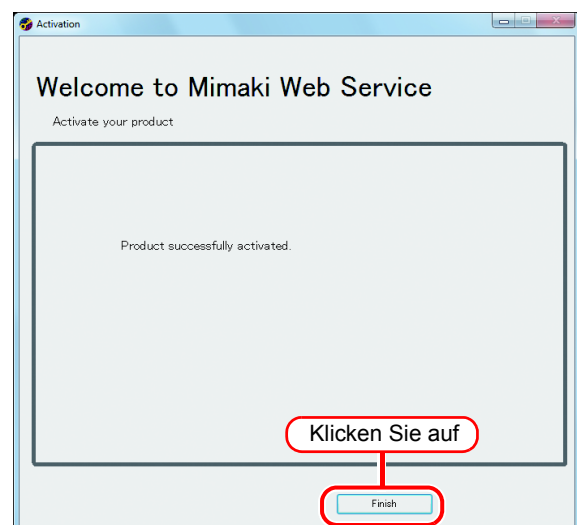 Activation
Welcome to Mimaki Web Service
Activate your product
Product successfully activated.
Klicken Sie auf
Finish